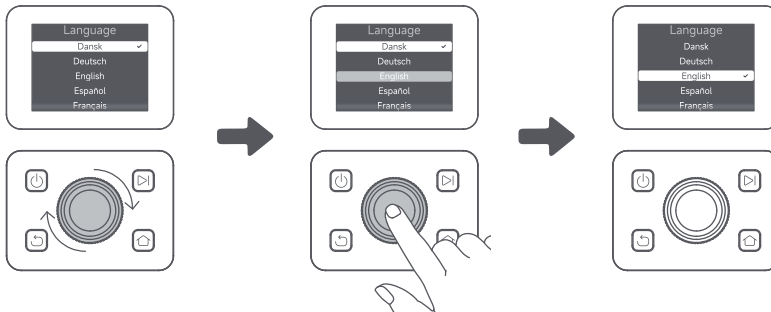 Language
Dansk
Deutsch
English
Español
Français
Language
Dansk
Deutsch
English
Español
Français
Language
Dansk
Deutsch
English
Español
Français